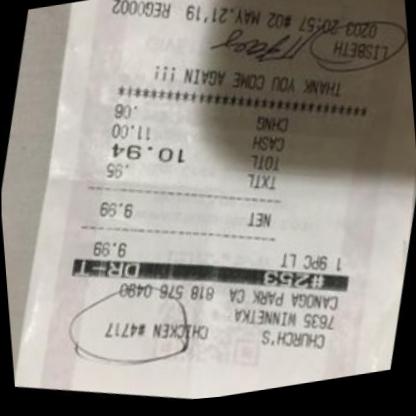 CHURCH'S CHICKEN #4717
7635 WINNETKA
CANOGA PARK CA 818 576 0490
#253 DR-T
1 9PC LT 9.99
NET 9.99
TXTL .95
TOTL 10.94
CASH 11.00
CHNG .06
********************************
THANK YOU COME AGAIN !!!
LISBETH
0203 20:57 #02 MAY.21'19 REG0002